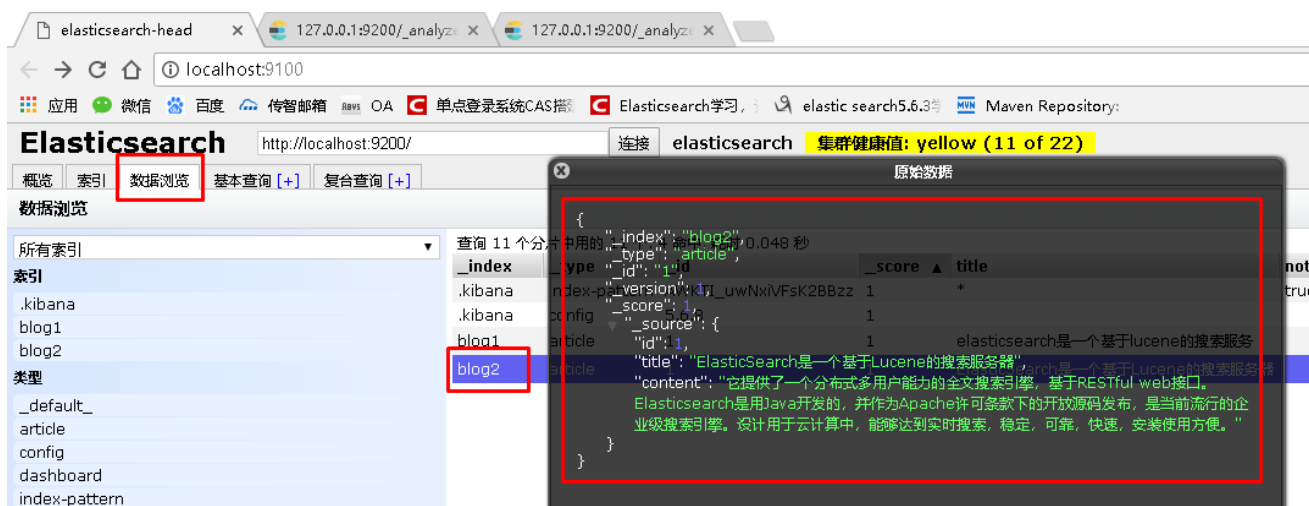 elasticsearch-head
127.0.0.1:9200/_analyze
127.0.0.1:9200/_analyze
localhost:9100
应用 微信 百度 传智邮箱 OA 单点登录系统CAS搭 Elasticsearch学习, elastic search5.6.3 Maven Repository:
Elasticsearch http://localhost:9200/ 连接 elasticsearch 集群健康值: yellow (11 of 22)
概览 索引 数据浏览 基本查询 [+] 复合查询 [+]
原始数据
数据浏览
所有索引
查询 11 个分片中用的 0.048 秒
_index _type _id _score ▲ title
索引
.kibana
blog1
blog2
类型
_default_
article
config
dashboard
index-pattern
.kibana index-pattern 1 *
.kibana config 5.6.8 1
blog1 article 1 1 elasticsearch是一个基于lucene的搜索服务
blog2 article
{
"_index": "blog2",
"_type": "article",
"_id": "1",
"_version": 1,
"_score": 1,
"_source": {
"id": 1,
"title": "ElasticSearch是一个基于Lucene的搜索服务器",
"content": "它提供了一个分布式多用户能力的全文搜索引擎，基于RESTful web接口。
Elasticsearch是用Java开发的，并作为Apache许可条款下的开放源码发布，是当前流行的企
业级搜索引擎。设计用于云计算中，能够达到实时搜索，稳定，可靠，快速，安装使用方便。"
}
}